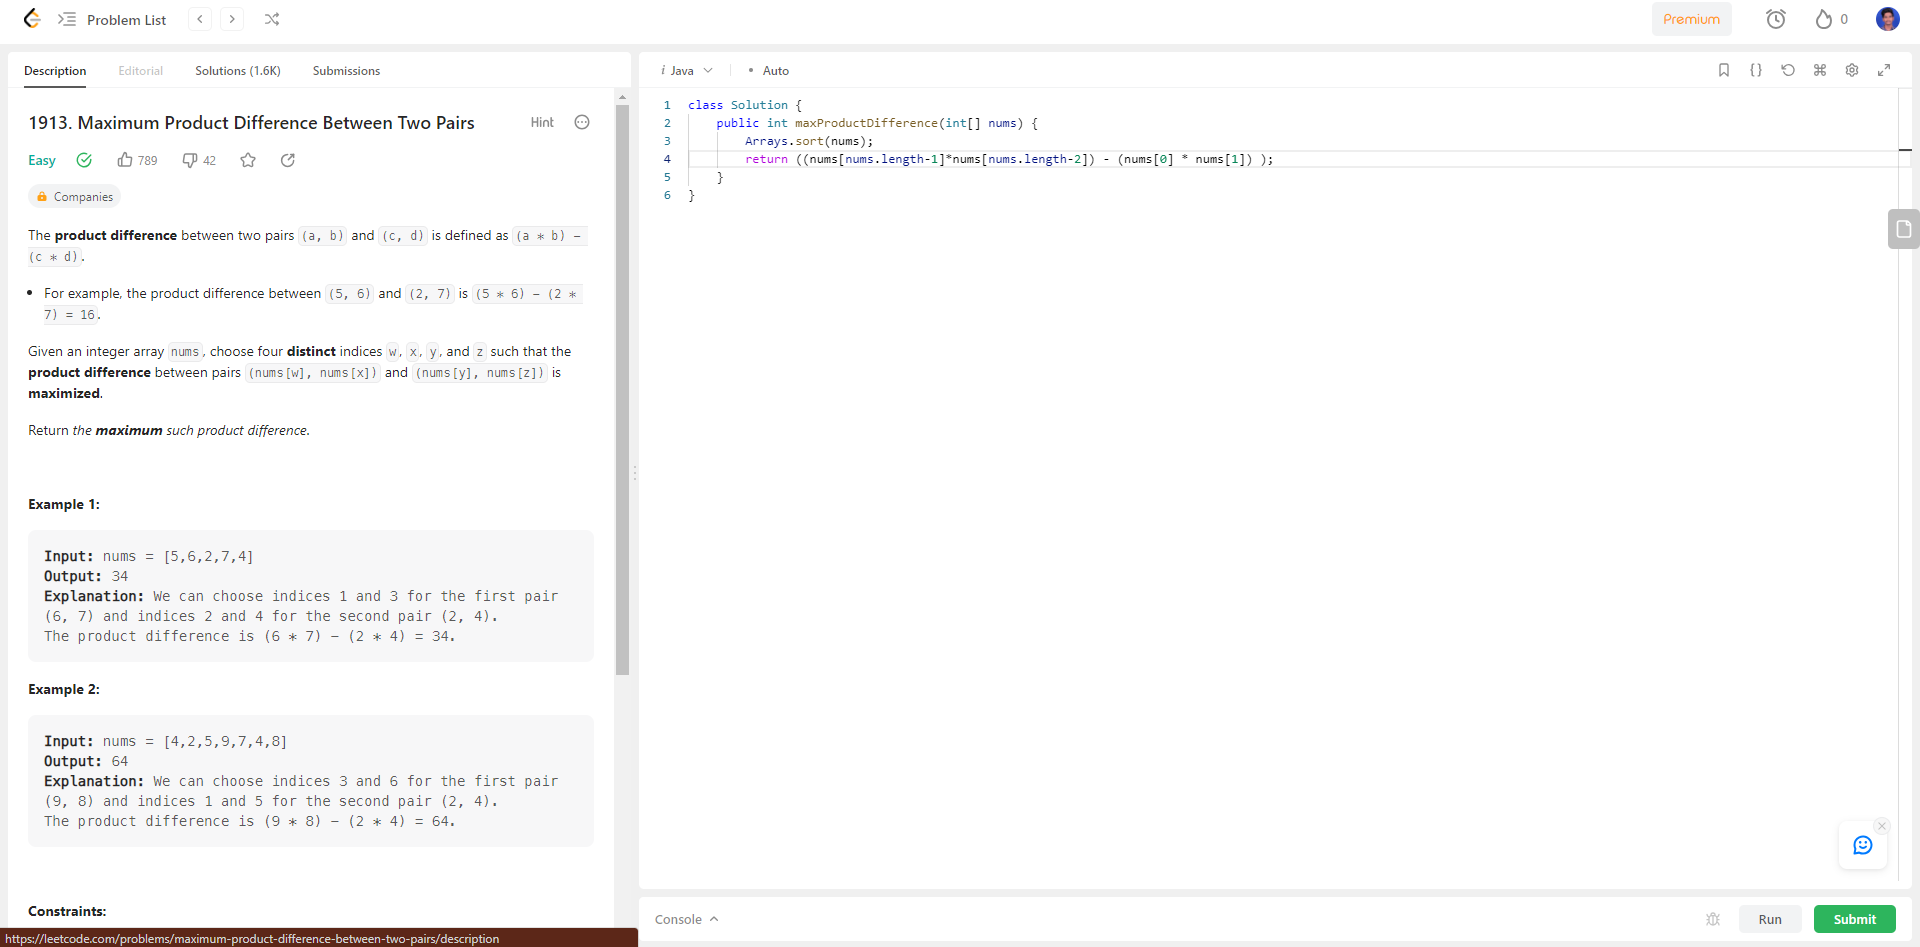 Problem List
Premium
0
Description Editorial Solutions (1.6K) Submissions
1913. Maximum Product Difference Between Two Pairs
Hint
Easy 789 42
Companies
The product difference between two pairs (a, b) and (c, d) is defined as (a * b) -
(c * d).
• For example, the product difference between (5, 6) and (2, 7) is (5 * 6) - (2 *
7) = 16.
Given an integer array nums, choose four distinct indices w, x, y, and z such that the
product difference between pairs (nums[w], nums[x]) and (nums[y], nums[z]) is
maximized.
Return the maximum such product difference.
Example 1:
Input: nums = [5,6,2,7,4]
Output: 34
Explanation: We can choose indices 1 and 3 for the first pair
(6, 7) and indices 2 and 4 for the second pair (2, 4).
The product difference is (6 * 7) - (2 * 4) = 34.
Example 2:
Input: nums = [4,2,5,9,7,4,8]
Output: 64
Explanation: We can choose indices 3 and 6 for the first pair
(9, 8) and indices 1 and 5 for the second pair (2, 4).
The product difference is (9 * 8) - (2 * 4) = 64.
Constraints:
https://leetcode.com/problems/maximum-product-difference-between-two-pairs/description
i Java • Auto
1 class Solution {
2 public int maxProductDifference(int[] nums) {
3 Arrays.sort(nums);
4 return ((nums[nums.length-1]*nums[nums.length-2]) - (nums[0] * nums[1]) );
5 }
6 }
Console
Run
Submit